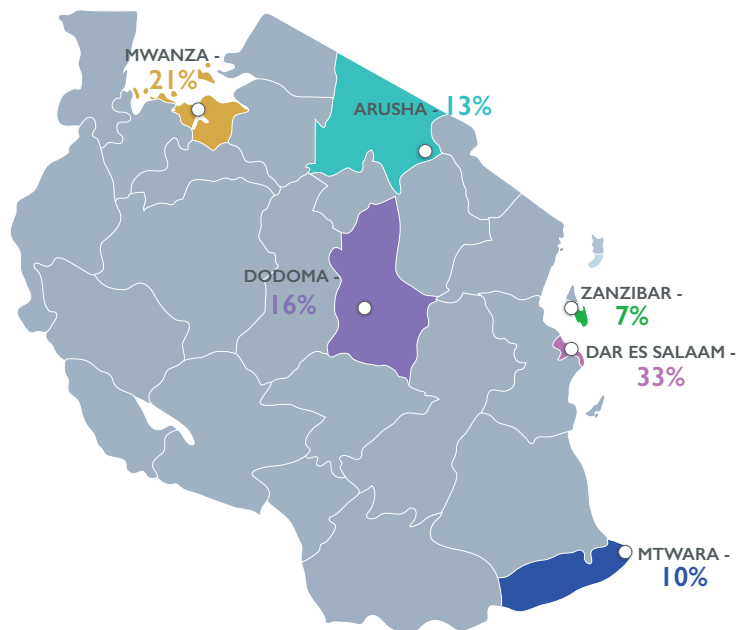 MWANZA -
21%
ARUSHA - 13%
DODOMA -
16%
ZANZIBAR -
7%
DAR ES SALAAM -
33%
MTWARA -
10%